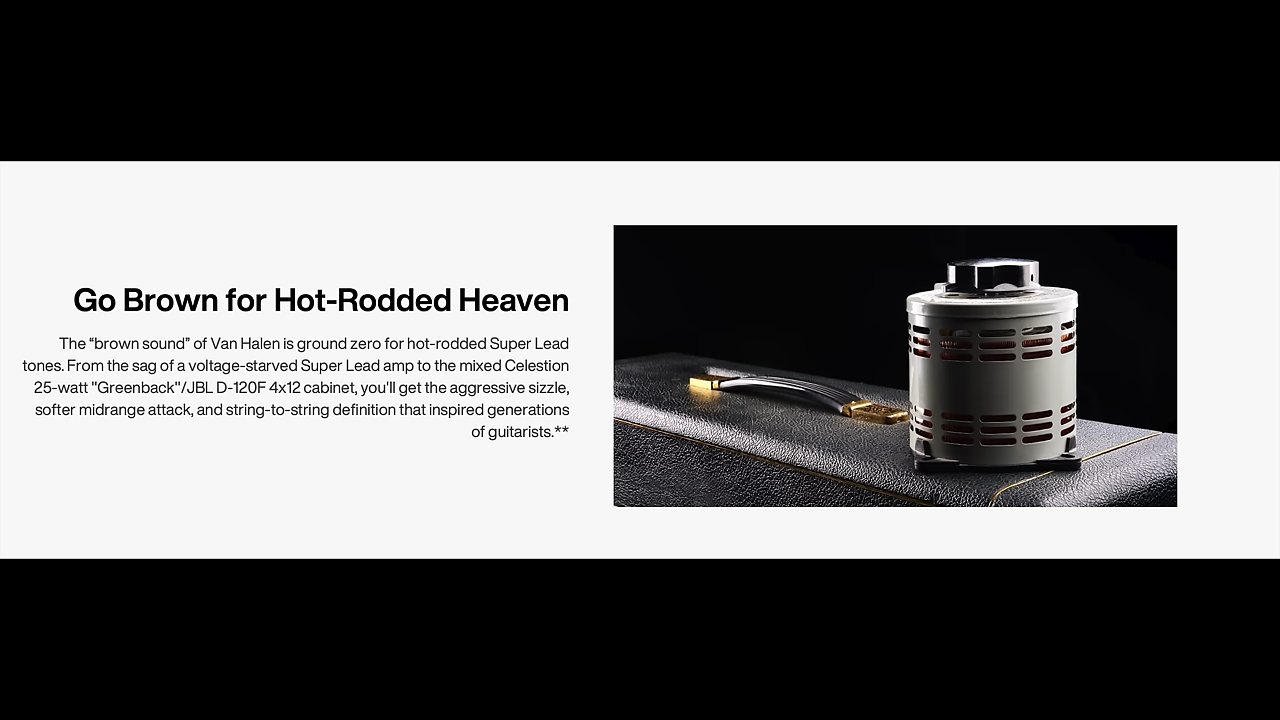 Go Brown for Hot-Rodded Heaven
The “brown sound” of Van Halen is ground zero for hot-rodded Super Lead
tones. From the sag of a voltage-starved Super Lead amp to the mixed Celestion
25-watt "Greenback"/JBL D-120F 4x12 cabinet, you'll get the aggressive sizzle,
softer midrange attack, and string-to-string definition that inspired generations
of guitarists.**